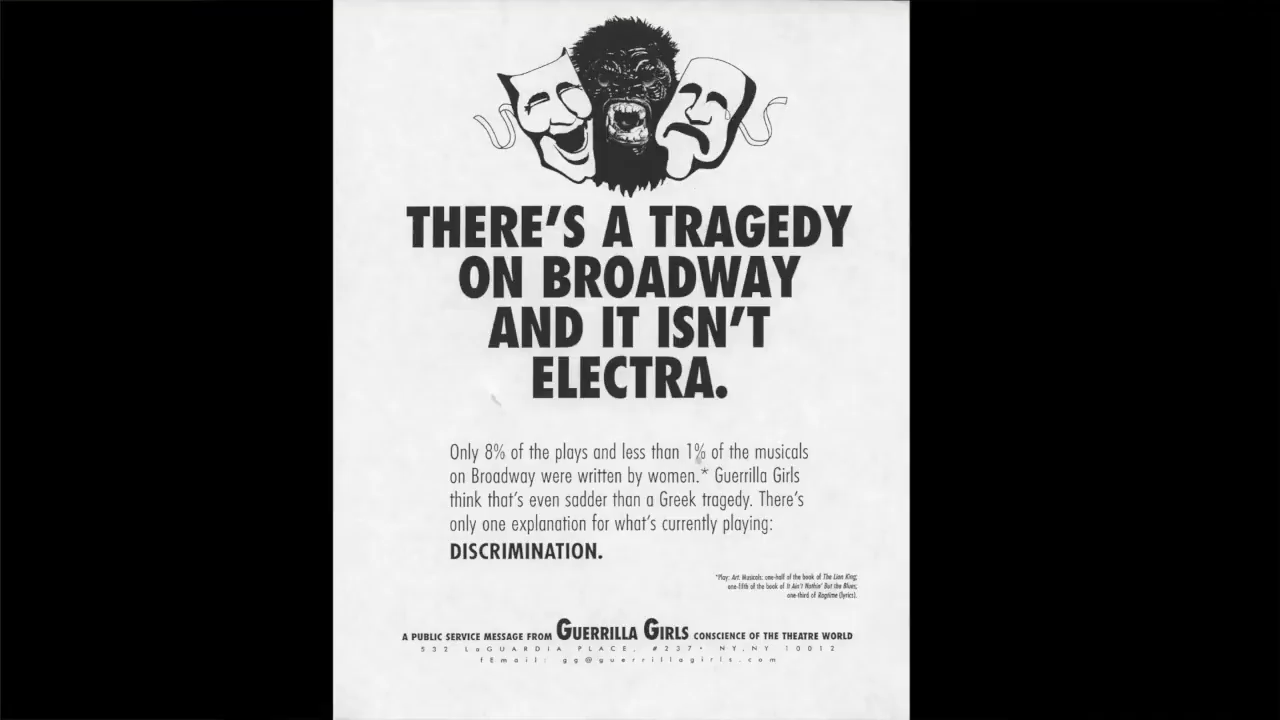 THERE'S A TRAGEDY
ON BROADWAY
AND IT ISN'T
ELECTRA.
Only 8% of the plays and less than 1% of the musicals
on Broadway were written by women.* Guerrilla Girls
think that's even sadder than a Greek tragedy. There's
only one explanation for what's currently playing:
DISCRIMINATION.
*Play: Art. Musicals: one-half of the book of The Lion King;
one-fifth of the book of It Ain't Nothin' But the Blues;
one-third of Ragtime (lyrics).
A PUBLIC SERVICE MESSAGE FROM GUERRILLA GIRLS CONSCIENCE OF THE THEATRE WORLD
532 LaGUARDIA PLACE, #237• NY,NY 10012
fEmail: gg@guerrillagirls.com